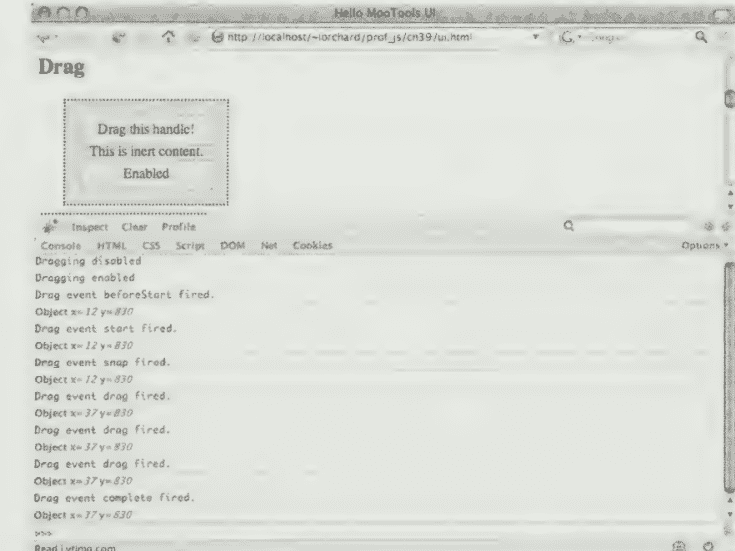 Hello MooTools UI
http://localhost/~lorchard/prof_js/ch39/ui.html
Drag
Drag this handle!
This is inert content.
Enabled
Inspect Clear Profile
Console HTML CSS Script DOM Net Cookies Options
Dragging disabled
Dragging enabled
Drag event beforeStart fired.
Object x=12 y=830
Drag event start fired.
Object x=12 y=830
Drag event snap fired.
Object x=12 y=830
Drag event drag fired.
Object x=37 y=830
Drag event drag fired.
Object x=37 y=830
Drag event drag fired.
Object x=37 y=830
Drag event complete fired.
Object x=37 y=830
>>>